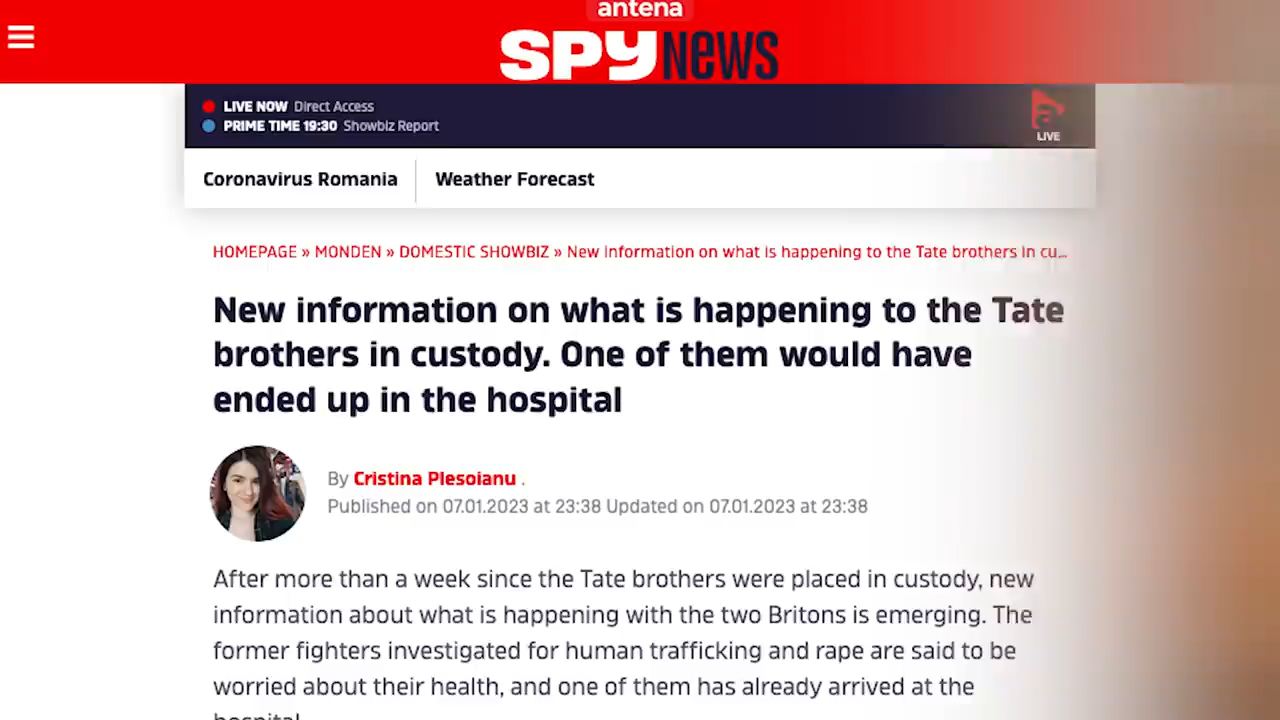 antena
SPYNEWS
LIVE NOW Direct Access
PRIME TIME 19:30 Showbiz Report
LIVE
Coronavirus Romania
Weather Forecast
HOMEPAGE » MONDEN » DOMESTIC SHOWBIZ » New information on what is happening to the Tate brothers in cu...
New information on what is happening to the Tate
brothers in custody. One of them would have
ended up in the hospital
By Cristina Plesoianu .
Published on 07.01.2023 at 23:38 Updated on 07.01.2023 at 23:38
After more than a week since the Tate brothers were placed in custody, new
information about what is happening with the two Britons is emerging. The
former fighters investigated for human trafficking and rape are said to be
worried about their health, and one of them has already arrived at the
hospital.